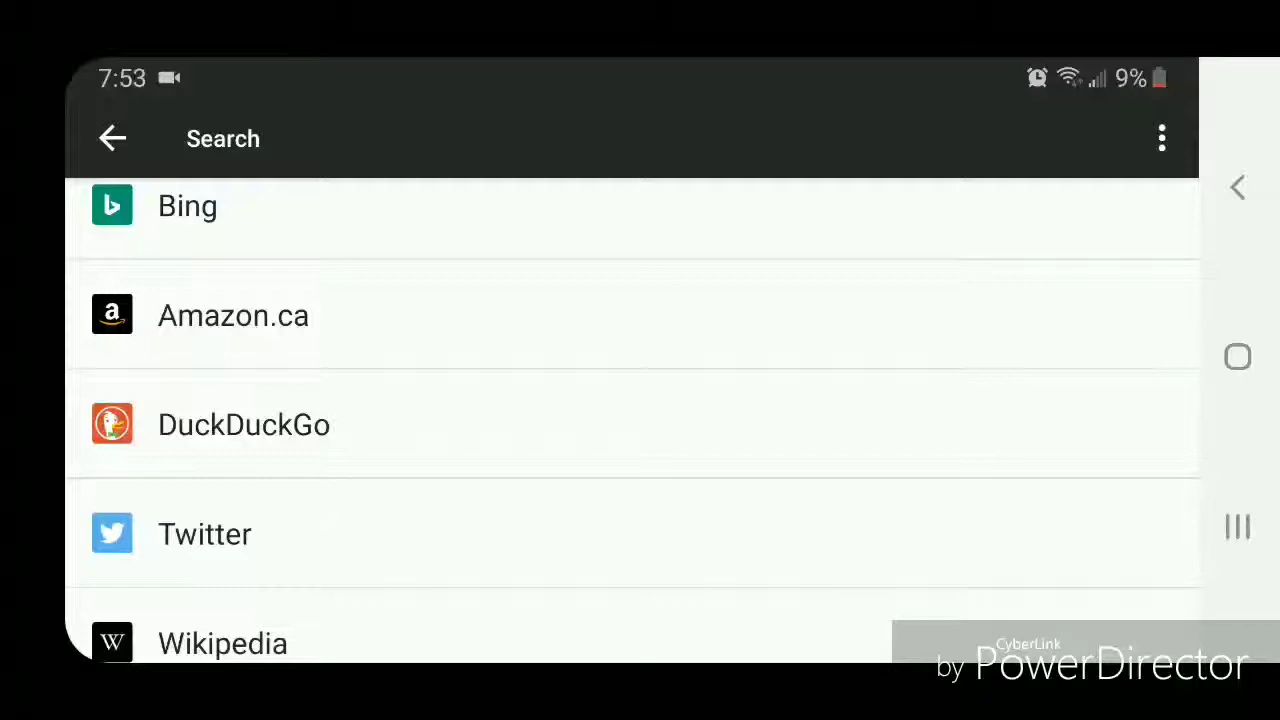 7:53 9%
Search
Bing
Amazon.ca
DuckDuckGo
Twitter
Wikipedia
CyberLink
by PowerDirector